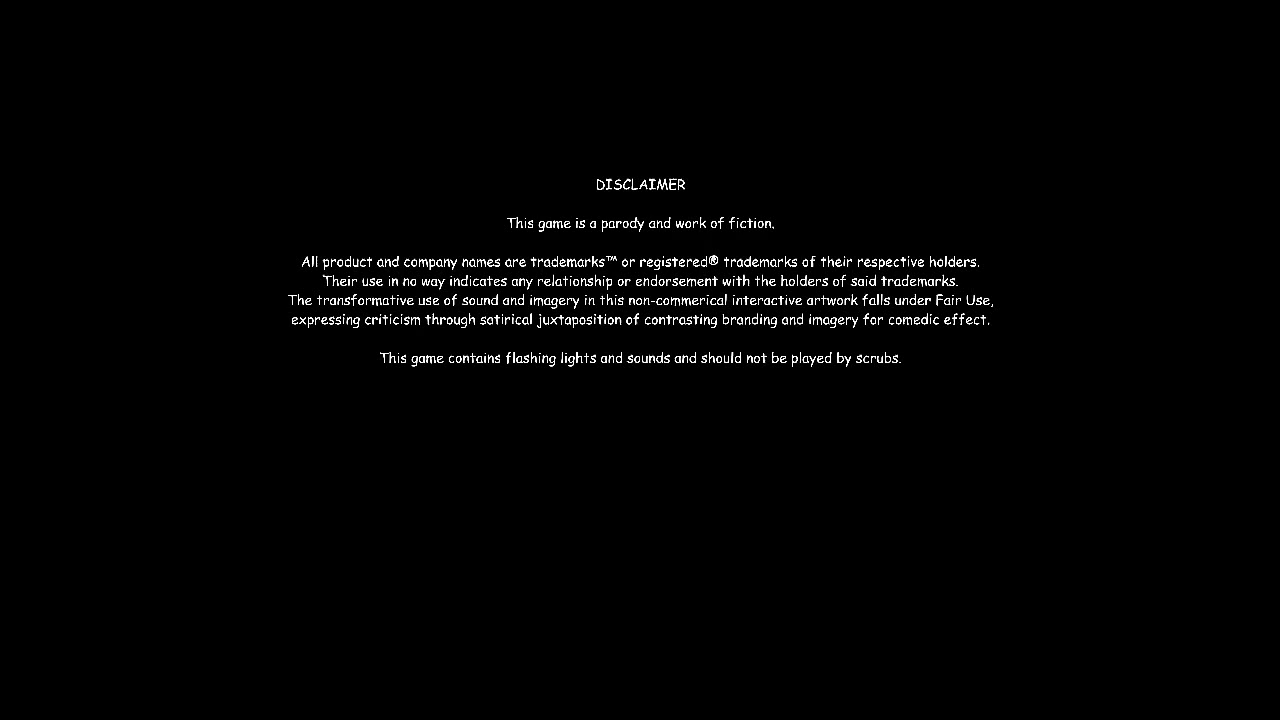 DISCLAIMER
This game is a parody and work of fiction.
All product and company names are trademarks™ or registered® trademarks of their respective holders.
Their use in no way indicates any relationship or endorsement with the holders of said trademarks.
The transformative use of sound and imagery in this non-commerical interactive artwork falls under Fair Use,
expressing criticism through satirical juxtaposition of contrasting branding and imagery for comedic effect.
This game contains flashing lights and sounds and should not be played by scrubs.